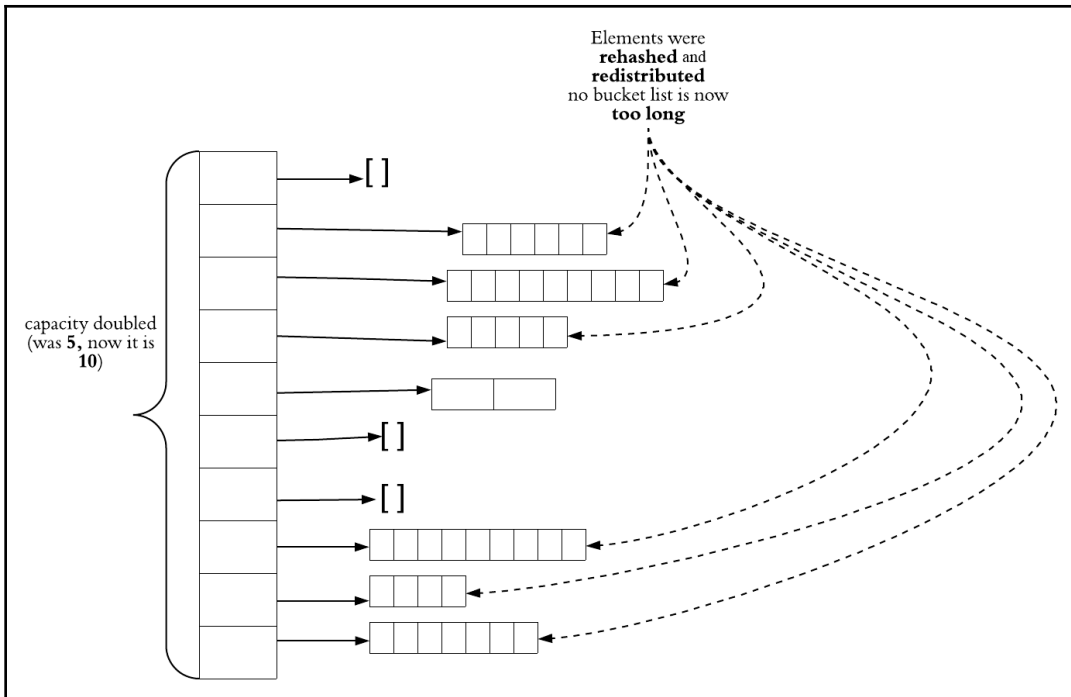 Elements were
rehashed and
redistributed
no bucket list is now
too long
[ ]
capacity doubled
(was 5, now it is
10)
[ ]
[ ]